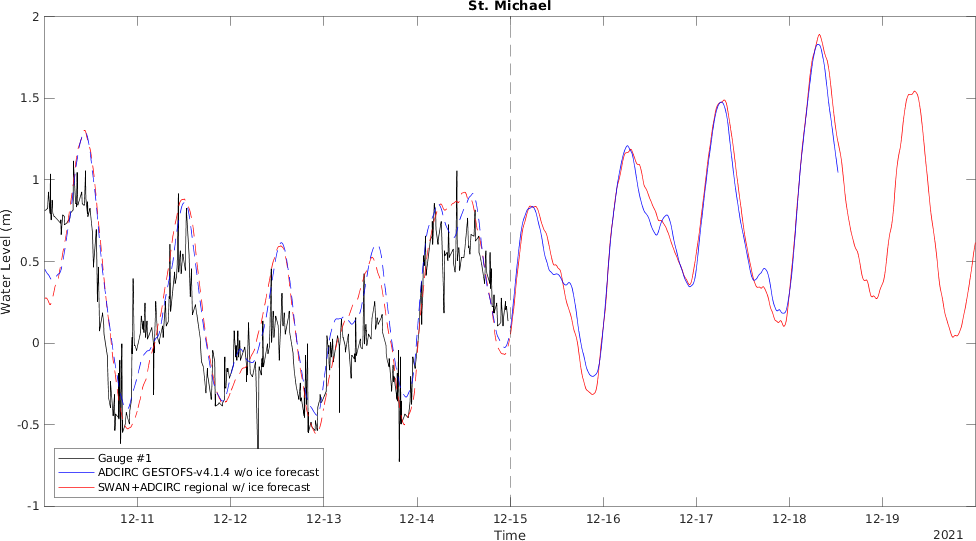 St. Michael
2
1.5
1
0.5
0
-0.5
-1
Water Level (m)
Gauge #1
ADCIRC GESTOFS-v4.1.4 w/o ice forecast
SWAN+ADCIRC regional w/ ice forecast
12-11 12-12 12-13 12-14 12-15 12-16 12-17 12-18 12-19
Time
2021